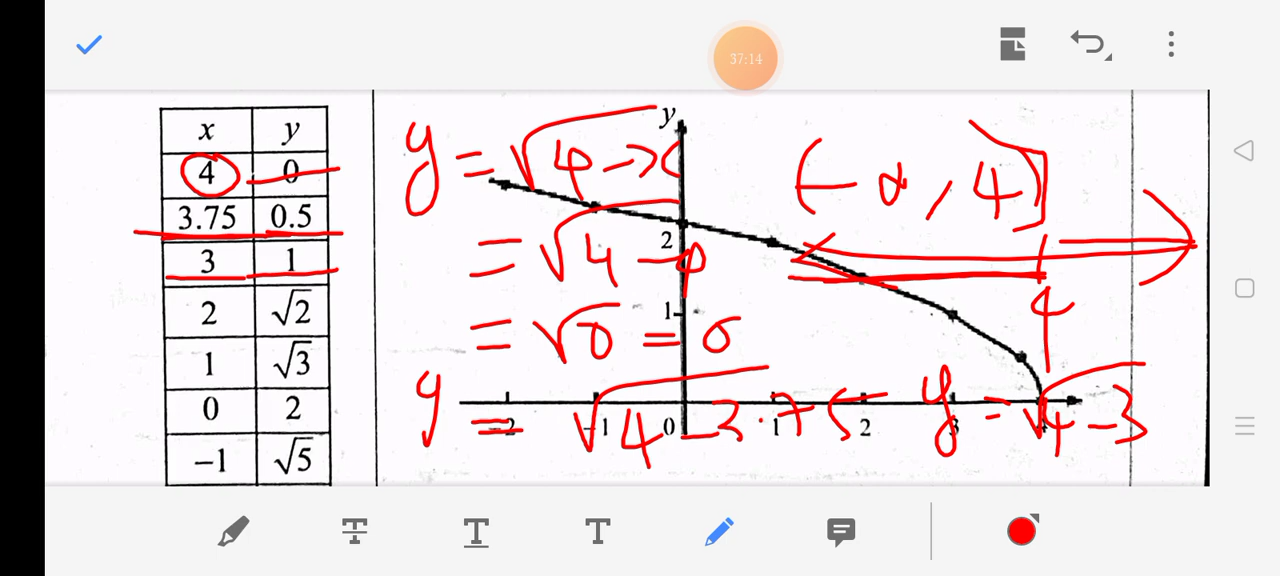 37:14
x y
4 0
3.75 0.5
3 1
2 √2
1 √3
0 2
−1 √5
y
2
1
-2 -1 0 1 2 3 4
y = √4-x
= √4-4
= √0 = 0
y = √4-3.75
y = √4-3
(-∝, 4]
4
T T T